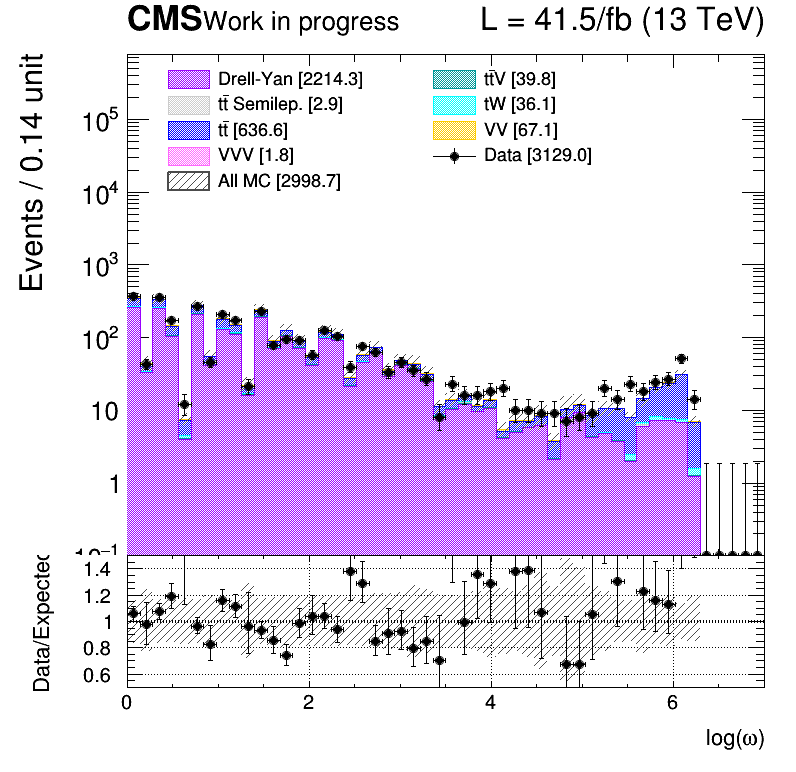 CMS Work in progress L = 41.5/fb (13 TeV)
Events / 0.14 unit
Drell-Yan [2214.3]
tt̄ Semilep. [2.9]
tt̄ [636.6]
VVV [1.8]
All MC [2998.7]
tt̄V [39.8]
tW [36.1]
VV [67.1]
Data [3129.0]
10⁵
10⁴
10³
10²
10
1
10⁻¹
Data/Expected
1.4
1.2
1
0.8
0.6
0 2 4 6
log(ω)